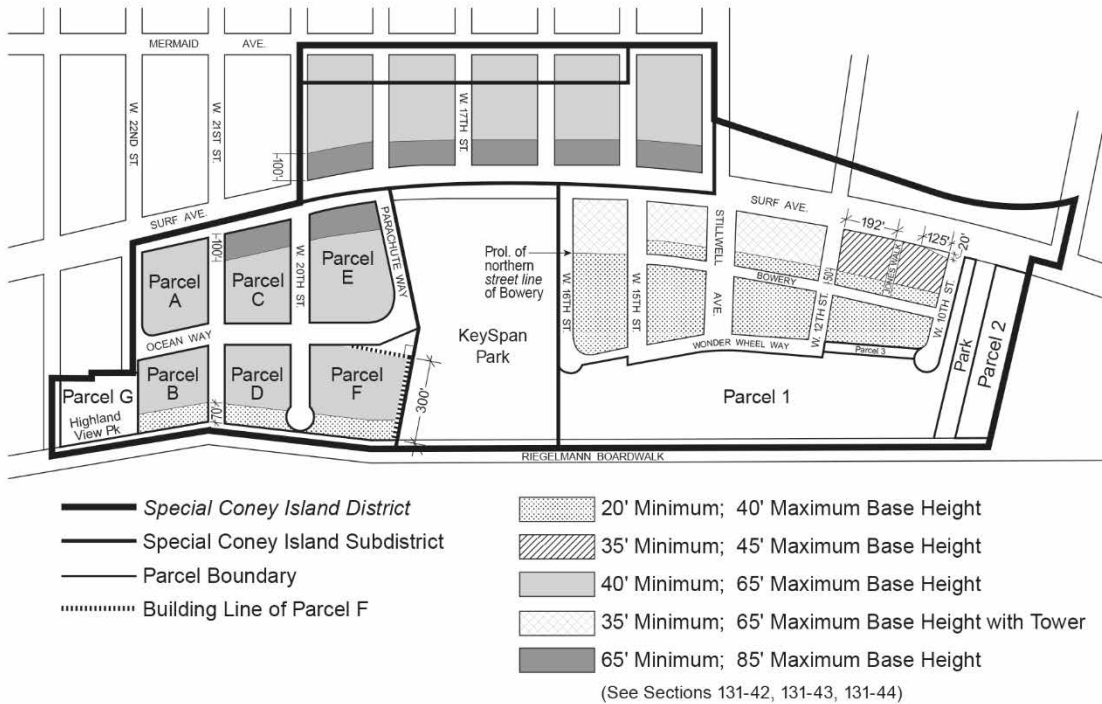 MERMAID AVE.
W. 22ND ST.
W. 21ST ST.
W. 17TH ST.
100'
SURF AVE.
PARACHUTE WAY
SURF AVE.
192'
125'
20'
100'
Parcel
A
Parcel
C
W. 20TH ST.
Parcel
E
Prol. of
northern
street line
of Bowery
STILLWELL
AVE.
JONES WALK
BOWERY
50'
W. 16TH ST.
W. 15TH ST.
W. 12TH ST.
W. 10TH ST.
OCEAN WAY
KeySpan
Park
WONDER WHEEL WAY
Parcel 3
Park
Parcel 2
Parcel G
Highland
View Pk
Parcel
B
70'
Parcel
D
Parcel
F
300'
Parcel 1
RIEGELMANN BOARDWALK
Special Coney Island District
Special Coney Island Subdistrict
Parcel Boundary
Building Line of Parcel F
20' Minimum; 40' Maximum Base Height
35' Minimum; 45' Maximum Base Height
40' Minimum; 65' Maximum Base Height
35' Minimum; 65' Maximum Base Height with Tower
65' Minimum; 85' Maximum Base Height
(See Sections 131-42, 131-43, 131-44)